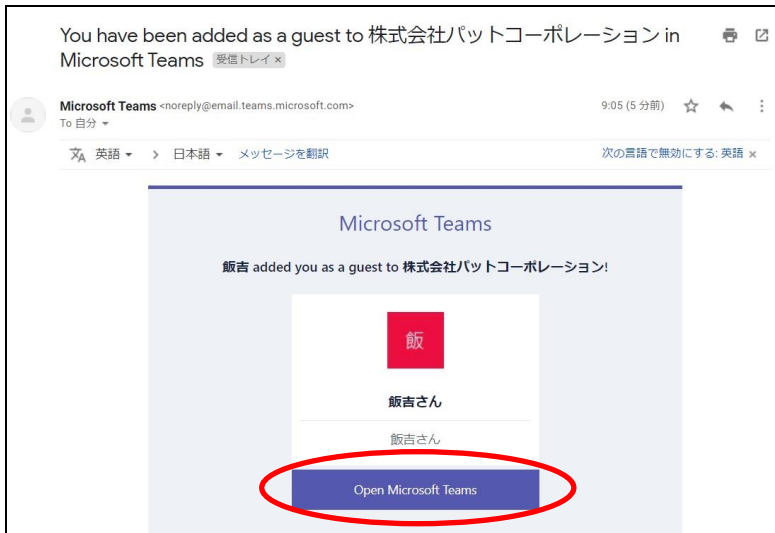 You have been added as a guest to 株式会社パットコーポレーション in
Microsoft Teams 受信トレイ ×
Microsoft Teams <noreply@email.teams.microsoft.com> 9:05 (5 分前)
To 自分
英語 > 日本語 メッセージを翻訳 次の言語で無効にする: 英語 ×
Microsoft Teams
飯吉 added you as a guest to 株式会社パットコーポレーション!
飯
飯吉さん
飯吉さん
Open Microsoft Teams